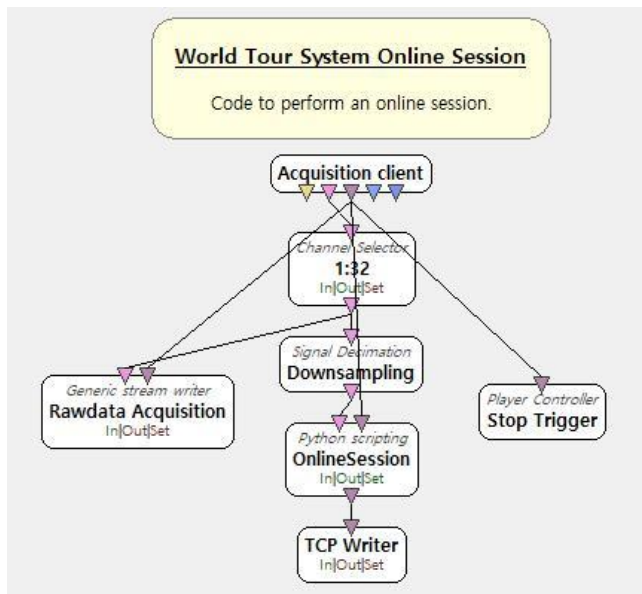 World Tour System Online Session
Code to perform an online session.
Acquisition client
Channel Selector
1:32
In|Out|Set
Signal Decimation
Downsampling
Generic stream writer
Rawdata Acquisition
In|Out|Set
Player Controller
Stop Trigger
Python scripting
OnlineSession
In|Out|Set
TCP Writer
In|Out|Set